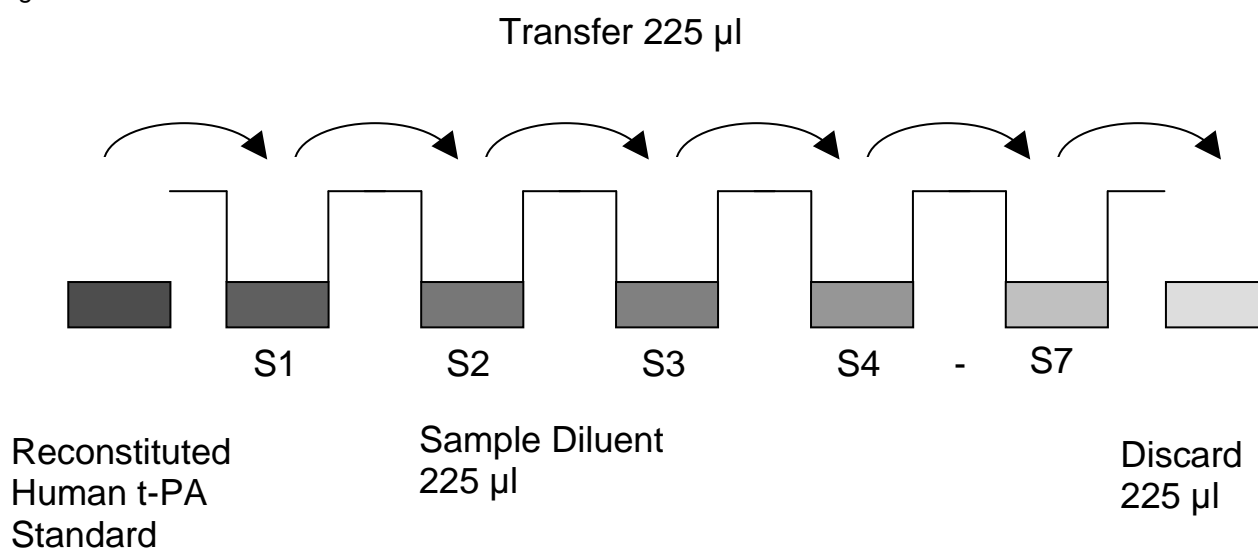 Transfer 225 µl
S1 S2 S3 S4 - S7
Reconstituted
Human t-PA
Standard
Sample Diluent
225 µl
Discard
225 µl